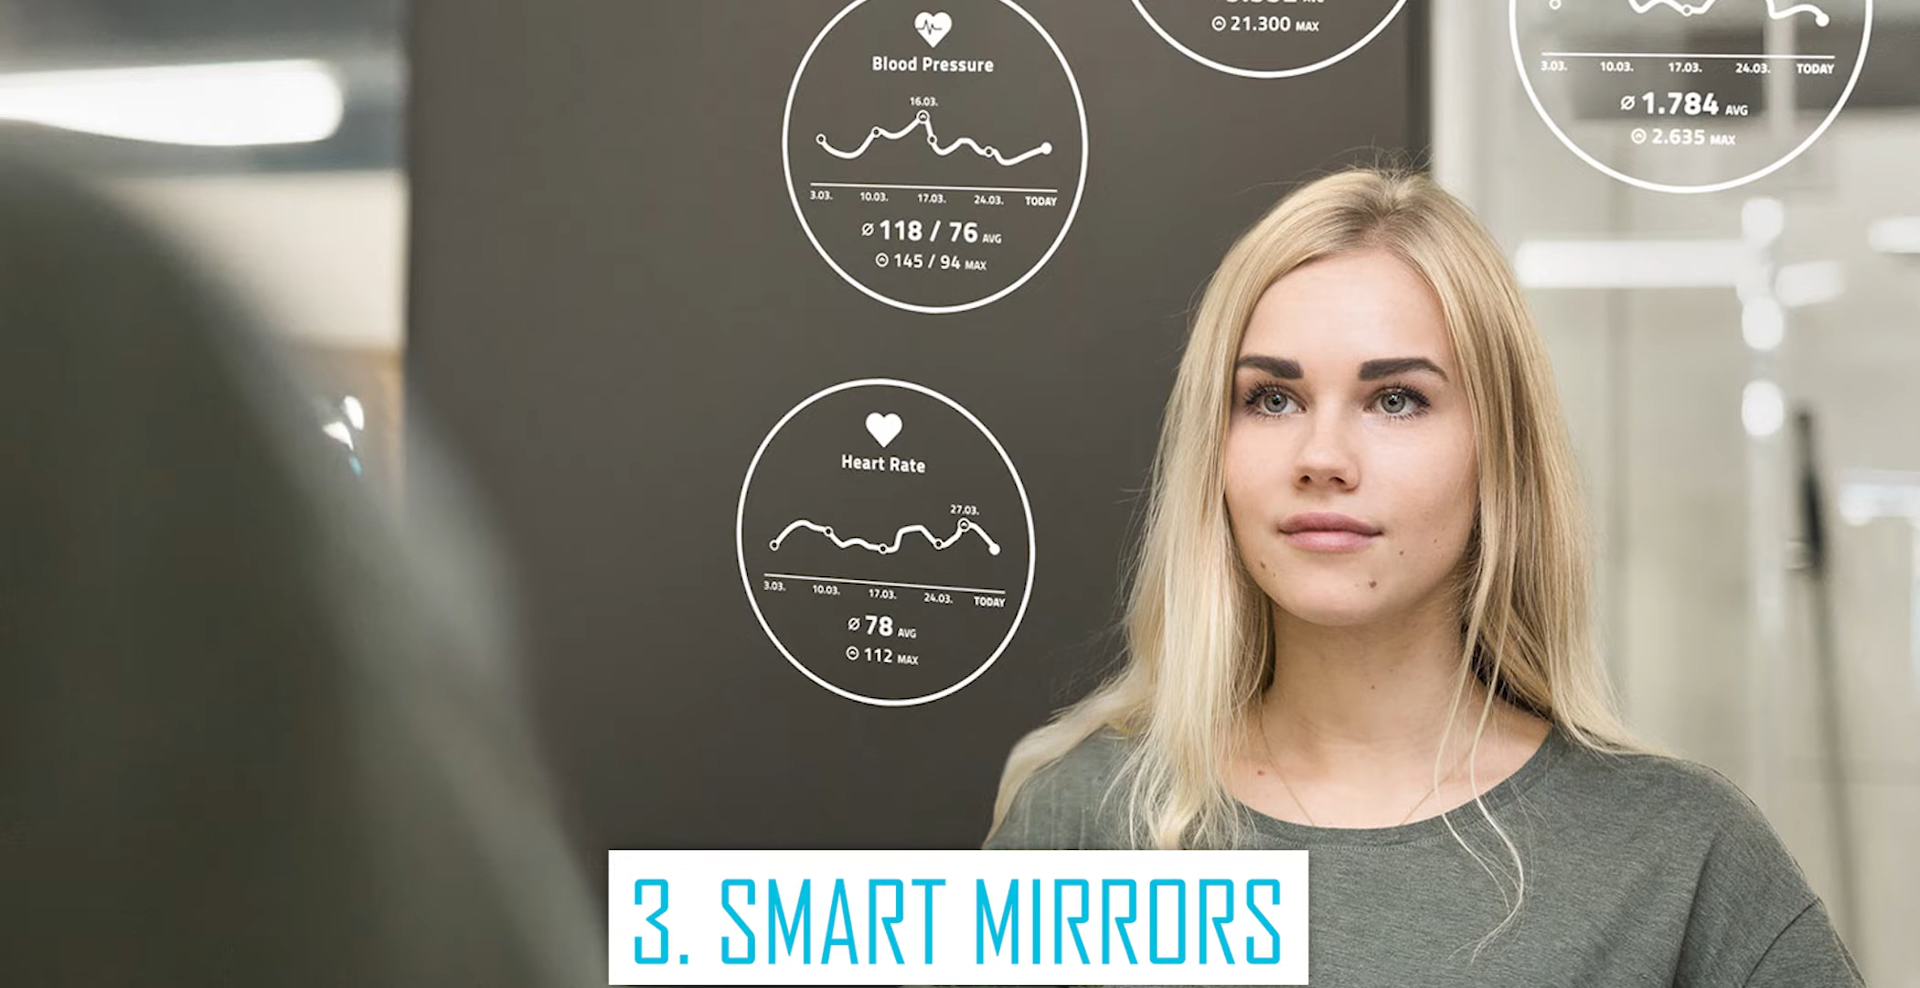 Blood Pressure
16.03.
3.03. 10.03. 17.03. 24.03. TODAY
Ø 118 / 76 AVG
145 / 94 MAX
21.300 MAX
3.03. 10.03. 17.03. 24.03. TODAY
Ø 1.784 AVG
2.635 MAX
Heart Rate
27.03.
3.03. 10.03. 17.03. 24.03. TODAY
Ø 78 AVG
112 MAX
3. SMART MIRRORS